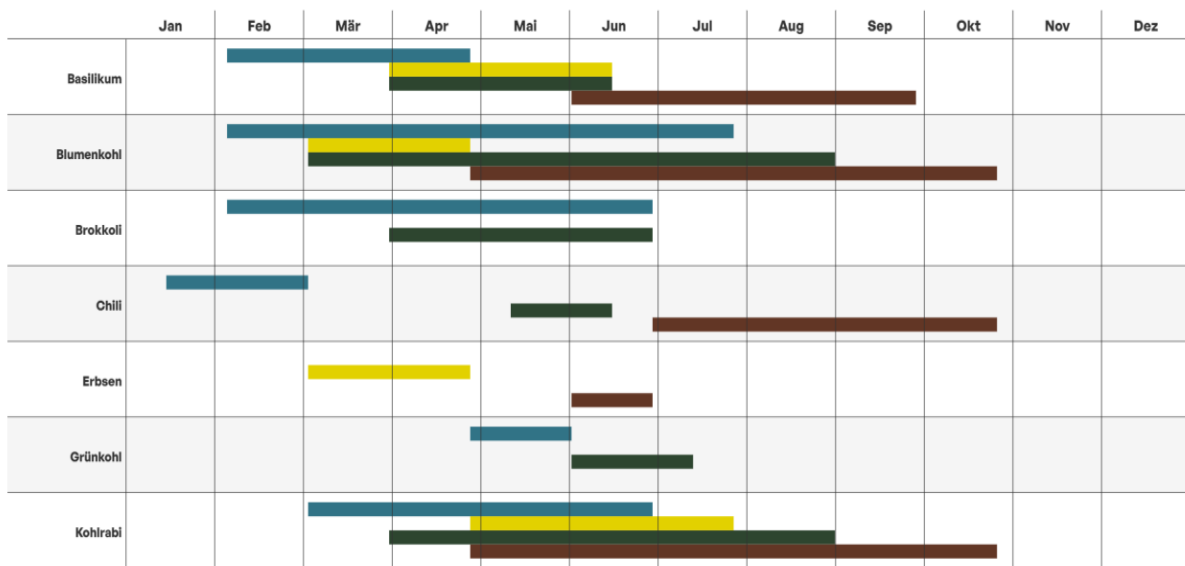 Jan Feb Mär Apr Mai Jun Jul Aug Sep Okt Nov Dez
Basilikum
Blumenkohl
Brokkoli
Chili
Erbsen
Grünkohl
Kohlrabi